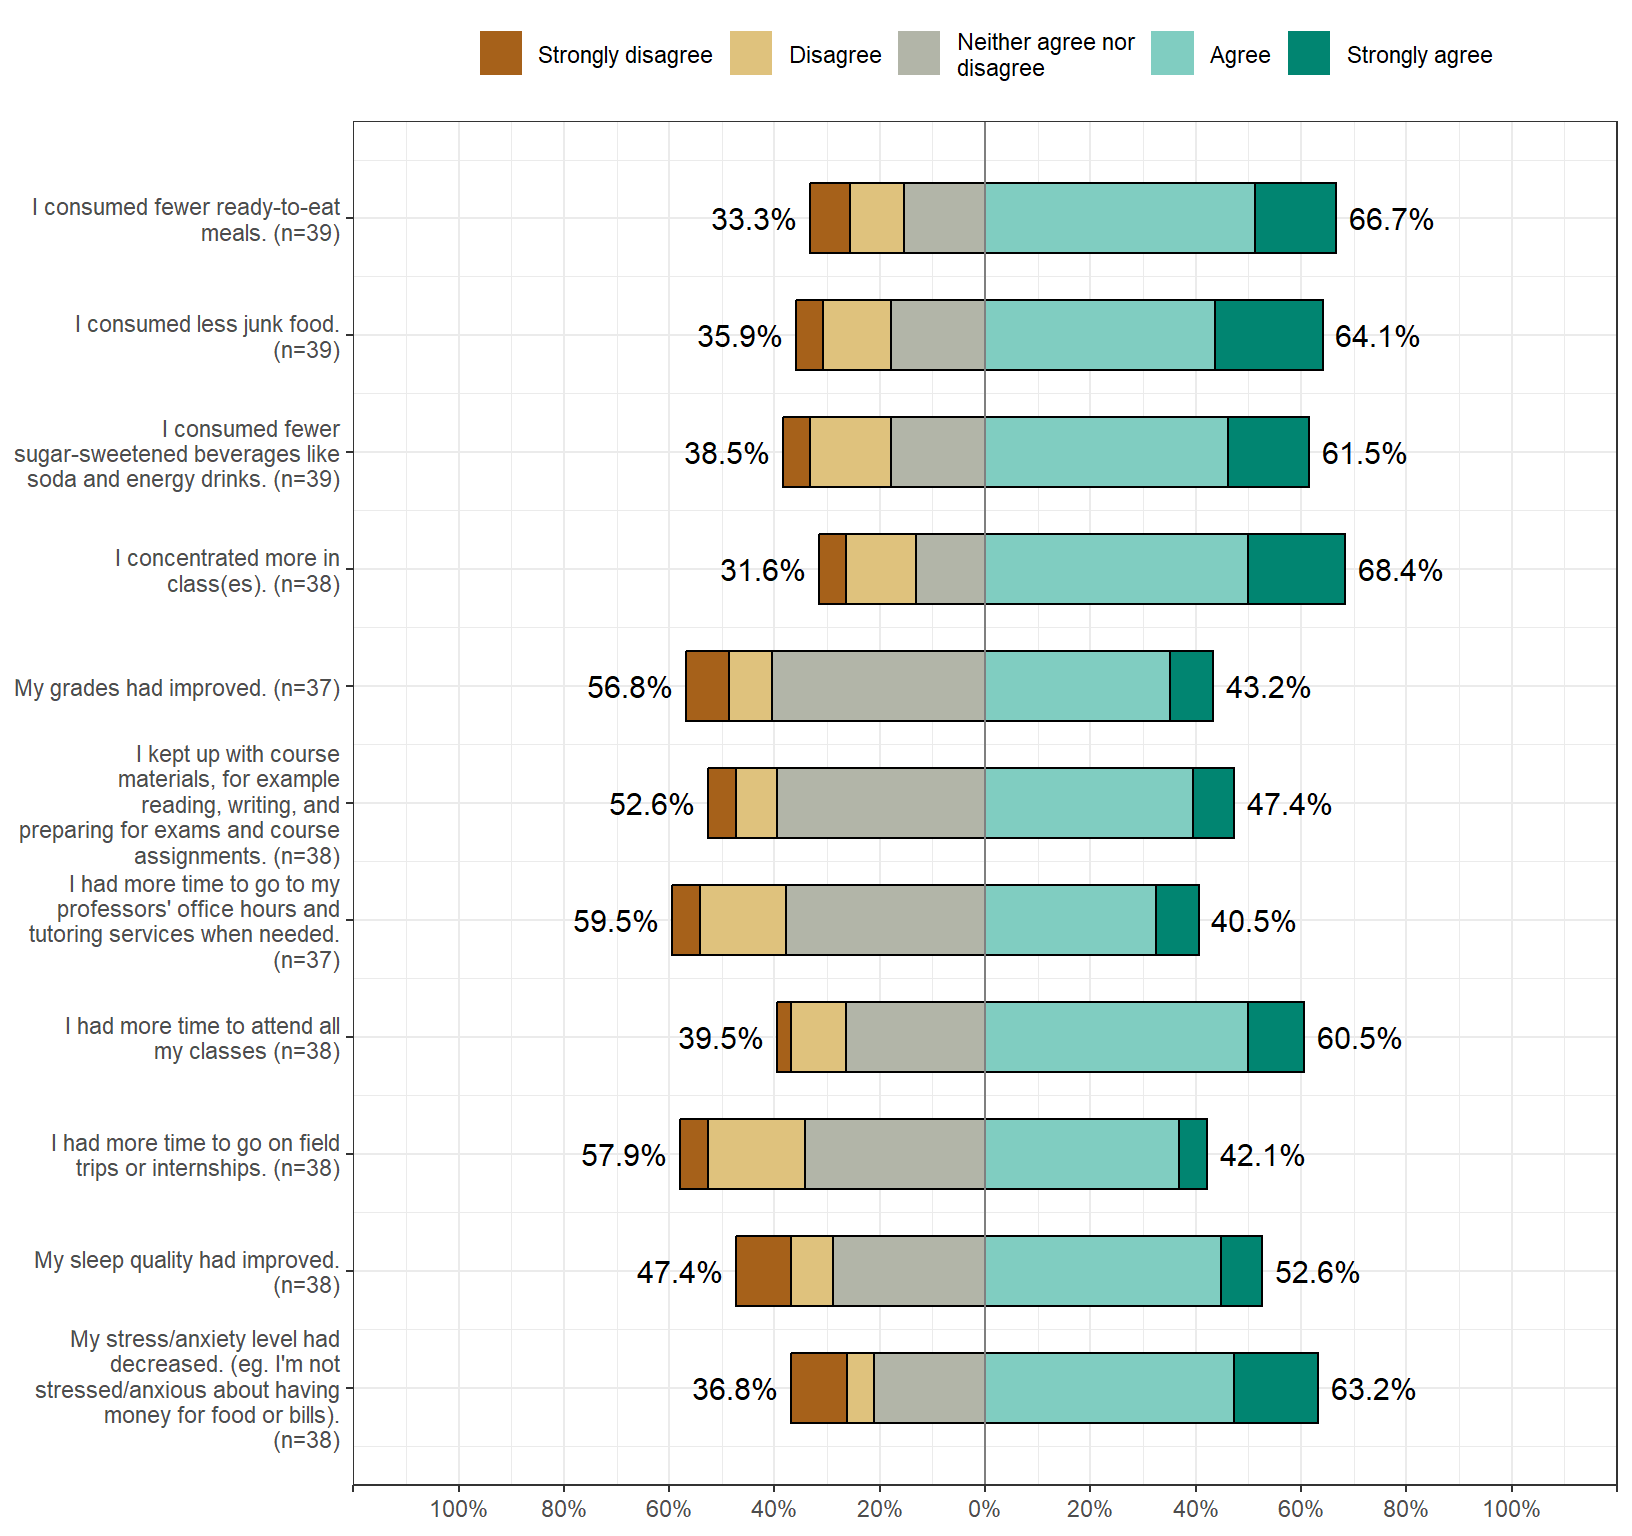 Strongly disagree
Disagree
Neither agree nor
disagree
Agree
Strongly agree
I consumed fewer ready-to-eat
meals. (n=39)
33.3%
66.7%
I consumed less junk food.
(n=39)
35.9%
64.1%
I consumed fewer
sugar-sweetened beverages like
soda and energy drinks. (n=39)
38.5%
61.5%
I concentrated more in
class(es). (n=38)
31.6%
68.4%
My grades had improved. (n=37)
56.8%
43.2%
I kept up with course
materials, for example
reading, writing, and
preparing for exams and course
assignments. (n=38)
52.6%
47.4%
I had more time to go to my
professors' office hours and
tutoring services when needed.
(n=37)
59.5%
40.5%
I had more time to attend all
my classes (n=38)
39.5%
60.5%
I had more time to go on field
trips or internships. (n=38)
57.9%
42.1%
My sleep quality had improved.
(n=38)
47.4%
52.6%
My stress/anxiety level had
decreased. (eg. I'm not
stressed/anxious about having
money for food or bills).
(n=38)
36.8%
63.2%
100%
80%
60%
40%
20%
0%
20%
40%
60%
80%
100%